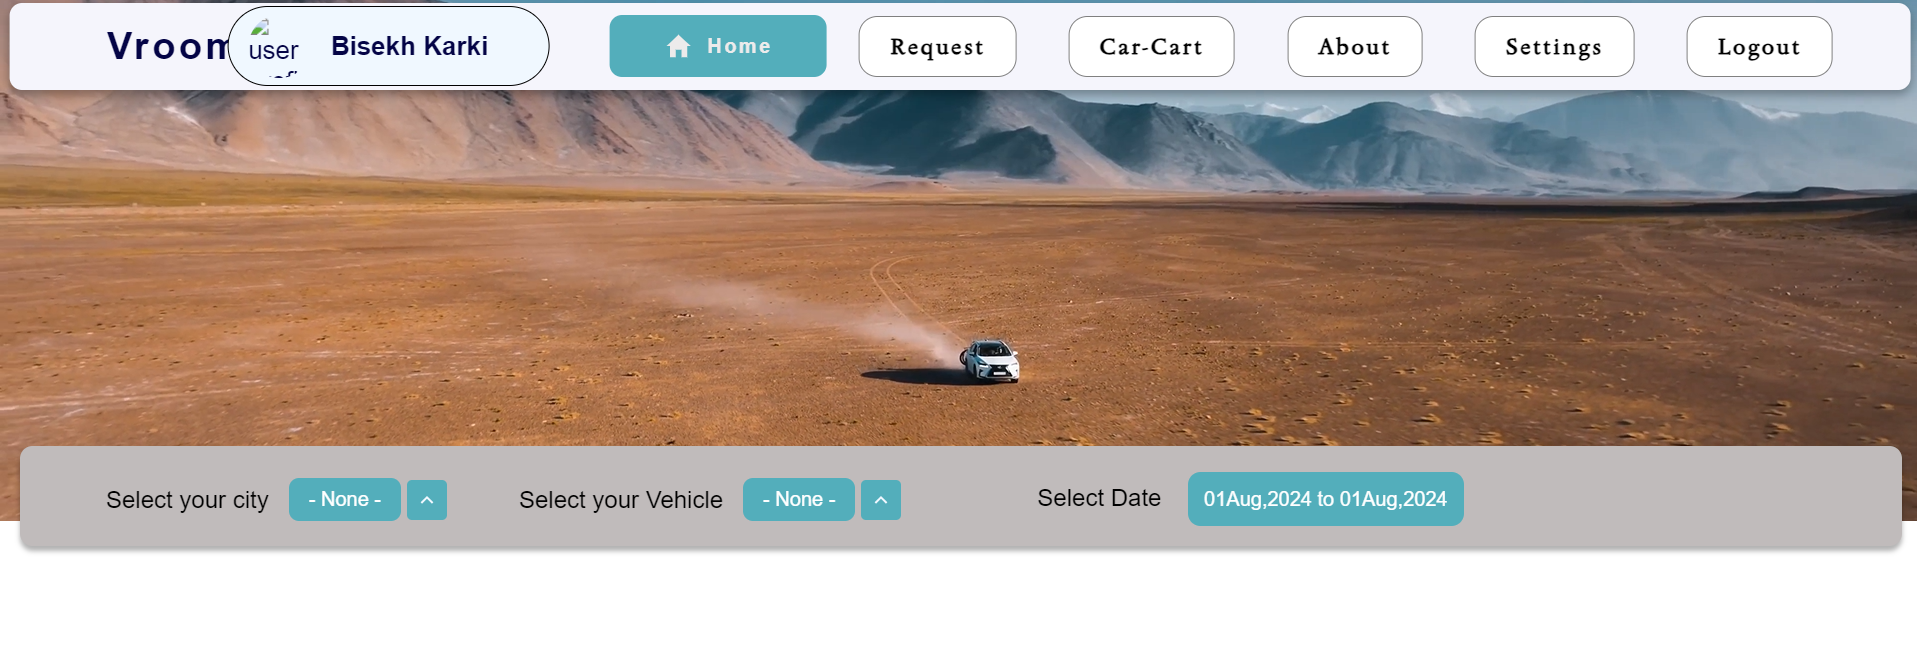 Vroom
user
Bisekh Karki
Home
Request
Car-Cart
About
Settings
Logout
Select your city
- None -
Select your Vehicle
- None -
Select Date
01Aug,2024 to 01Aug,2024